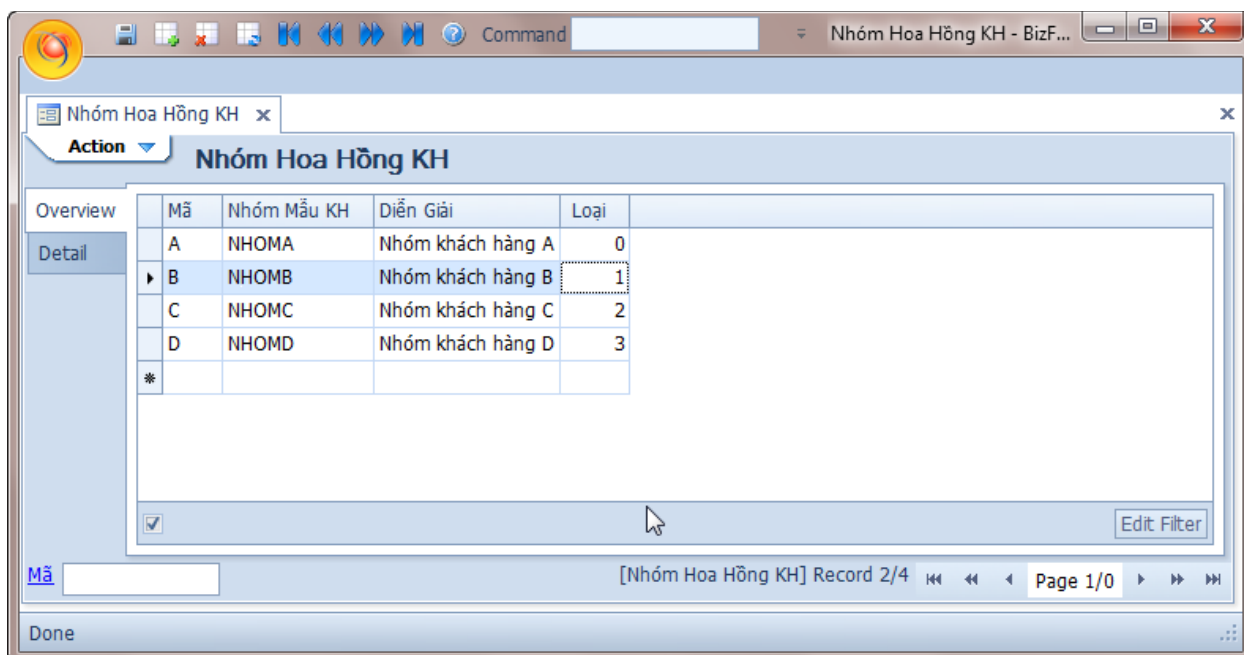 Command Nhóm Hoa Hồng KH - BizF...
Nhóm Hoa Hồng KH
Action
Nhóm Hoa Hồng KH
Overview
Detail
Mã Nhóm Mẫu KH Diễn Giải Loại
A NHOMA Nhóm khách hàng A 0
B NHOMB Nhóm khách hàng B 1
C NHOMC Nhóm khách hàng C 2
D NHOMD Nhóm khách hàng D 3
Edit Filter
Mã [Nhóm Hoa Hồng KH] Record 2/4 Page 1/0
Done